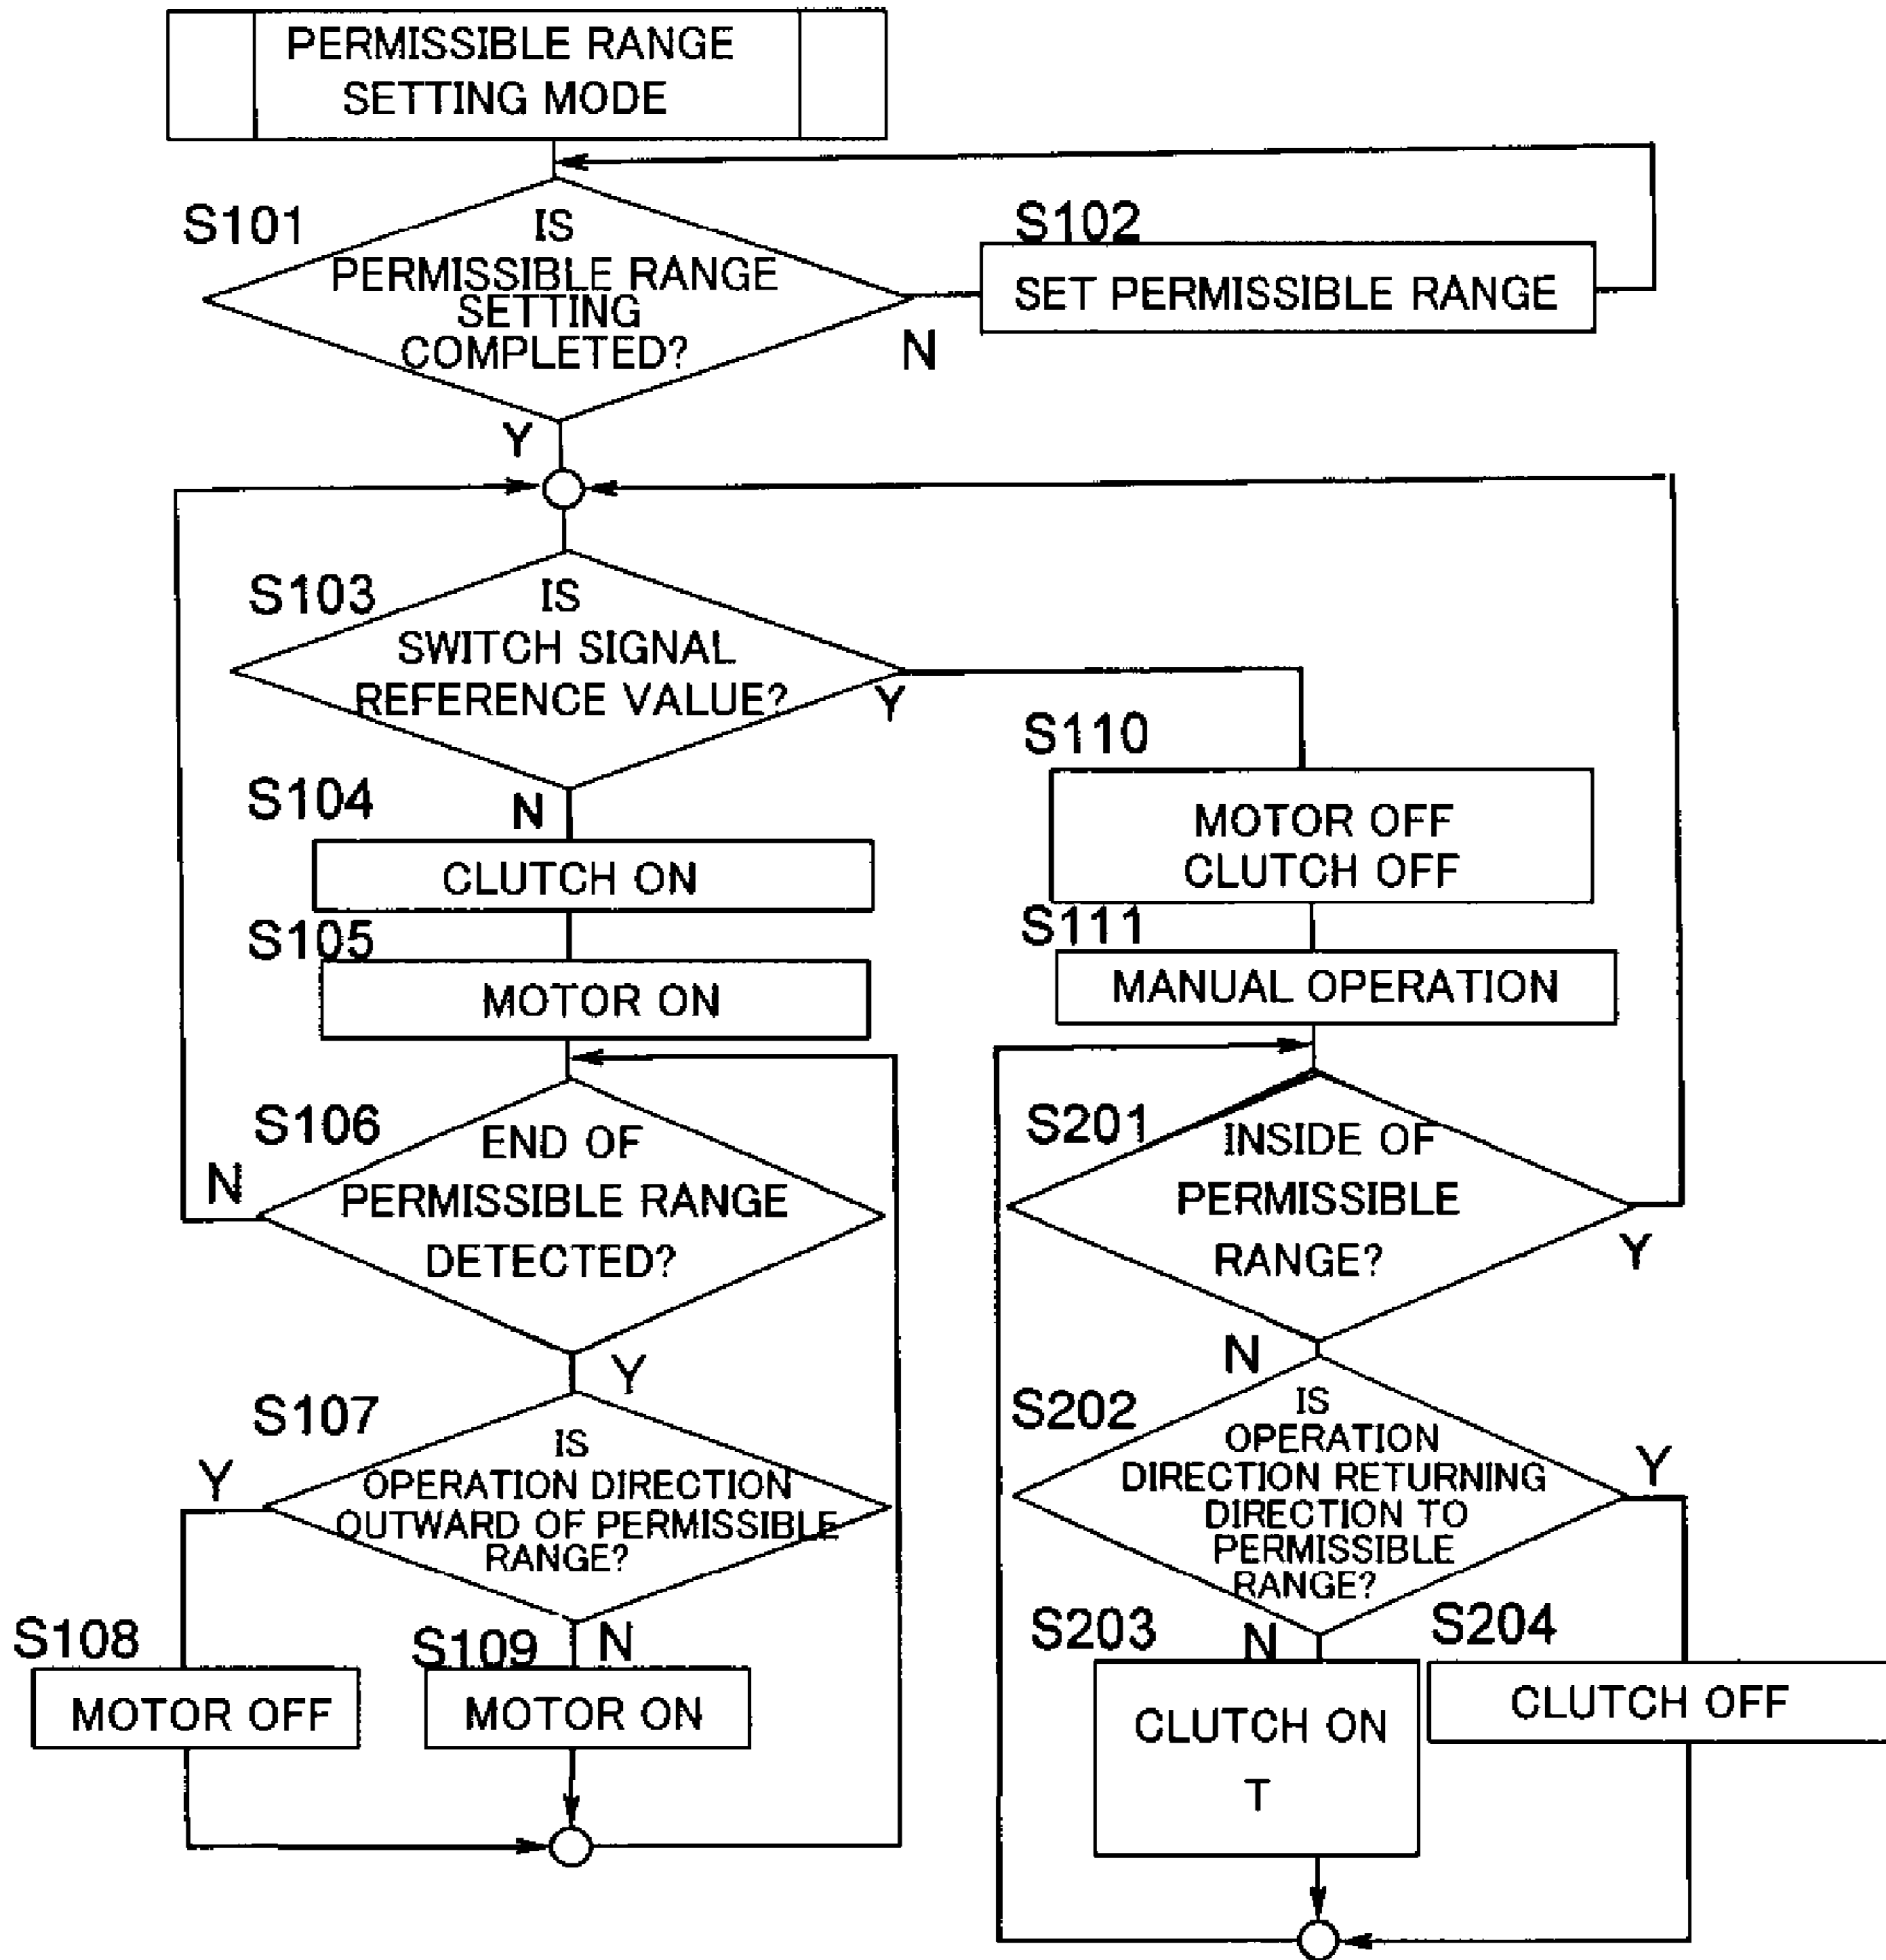 PERMISSIBLE RANGE
SETTING MODE
S101
IS
PERMISSIBLE RANGE
SETTING
COMPLETED?
Y
N
S102
SET PERMISSIBLE RANGE
S103
IS
SWITCH SIGNAL
REFERENCE VALUE?
Y
N
S104
CLUTCH ON
S105
MOTOR ON
S106
END OF
PERMISSIBLE RANGE
DETECTED?
N
Y
S107
IS
OPERATION DIRECTION
OUTWARD OF PERMISSIBLE
RANGE?
Y
N
S108
MOTOR OFF
S109
MOTOR ON
S110
MOTOR OFF
CLUTCH OFF
S111
MANUAL OPERATION
S201
INSIDE OF
PERMISSIBLE
RANGE?
Y
N
S202
IS
OPERATION
DIRECTION RETURNING
DIRECTION TO
PERMISSIBLE
RANGE?
Y
N
S203
CLUTCH ON
T
S204
CLUTCH OFF